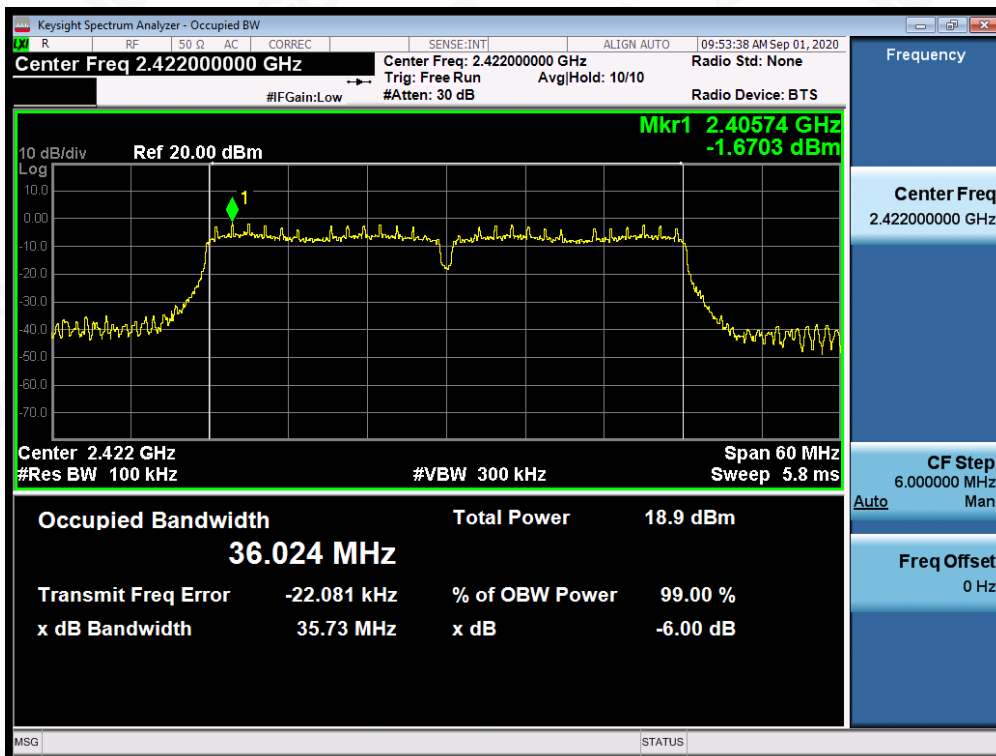 Keysight Spectrum Analyzer - Occupied BW
LXI R RF 50 Ω AC CORREC SENSE:INT ALIGN AUTO 09:53:38 AM Sep 01, 2020
Center Freq 2.422000000 GHz
Center Freq: 2.422000000 GHz Radio Std: None
Trig: Free Run Avg|Hold: 10/10
#IFGain:Low #Atten: 30 dB Radio Device: BTS
Mkr1 2.40574 GHz
-1.6703 dBm
10 dB/div Ref 20.00 dBm
Log
10.0
1
0.00
-10.0
-20.0
-30.0
-40.0
-50.0
-60.0
-70.0
Center 2.422 GHz Span 60 MHz
#Res BW 100 kHz #VBW 300 kHz Sweep 5.8 ms
Occupied Bandwidth Total Power 18.9 dBm
36.024 MHz
Transmit Freq Error -22.081 kHz % of OBW Power 99.00 %
x dB Bandwidth 35.73 MHz x dB -6.00 dB
MSG STATUS
Frequency
Center Freq
2.422000000 GHz
CF Step
6.000000 MHz
Auto Man
Freq Offset
0 Hz